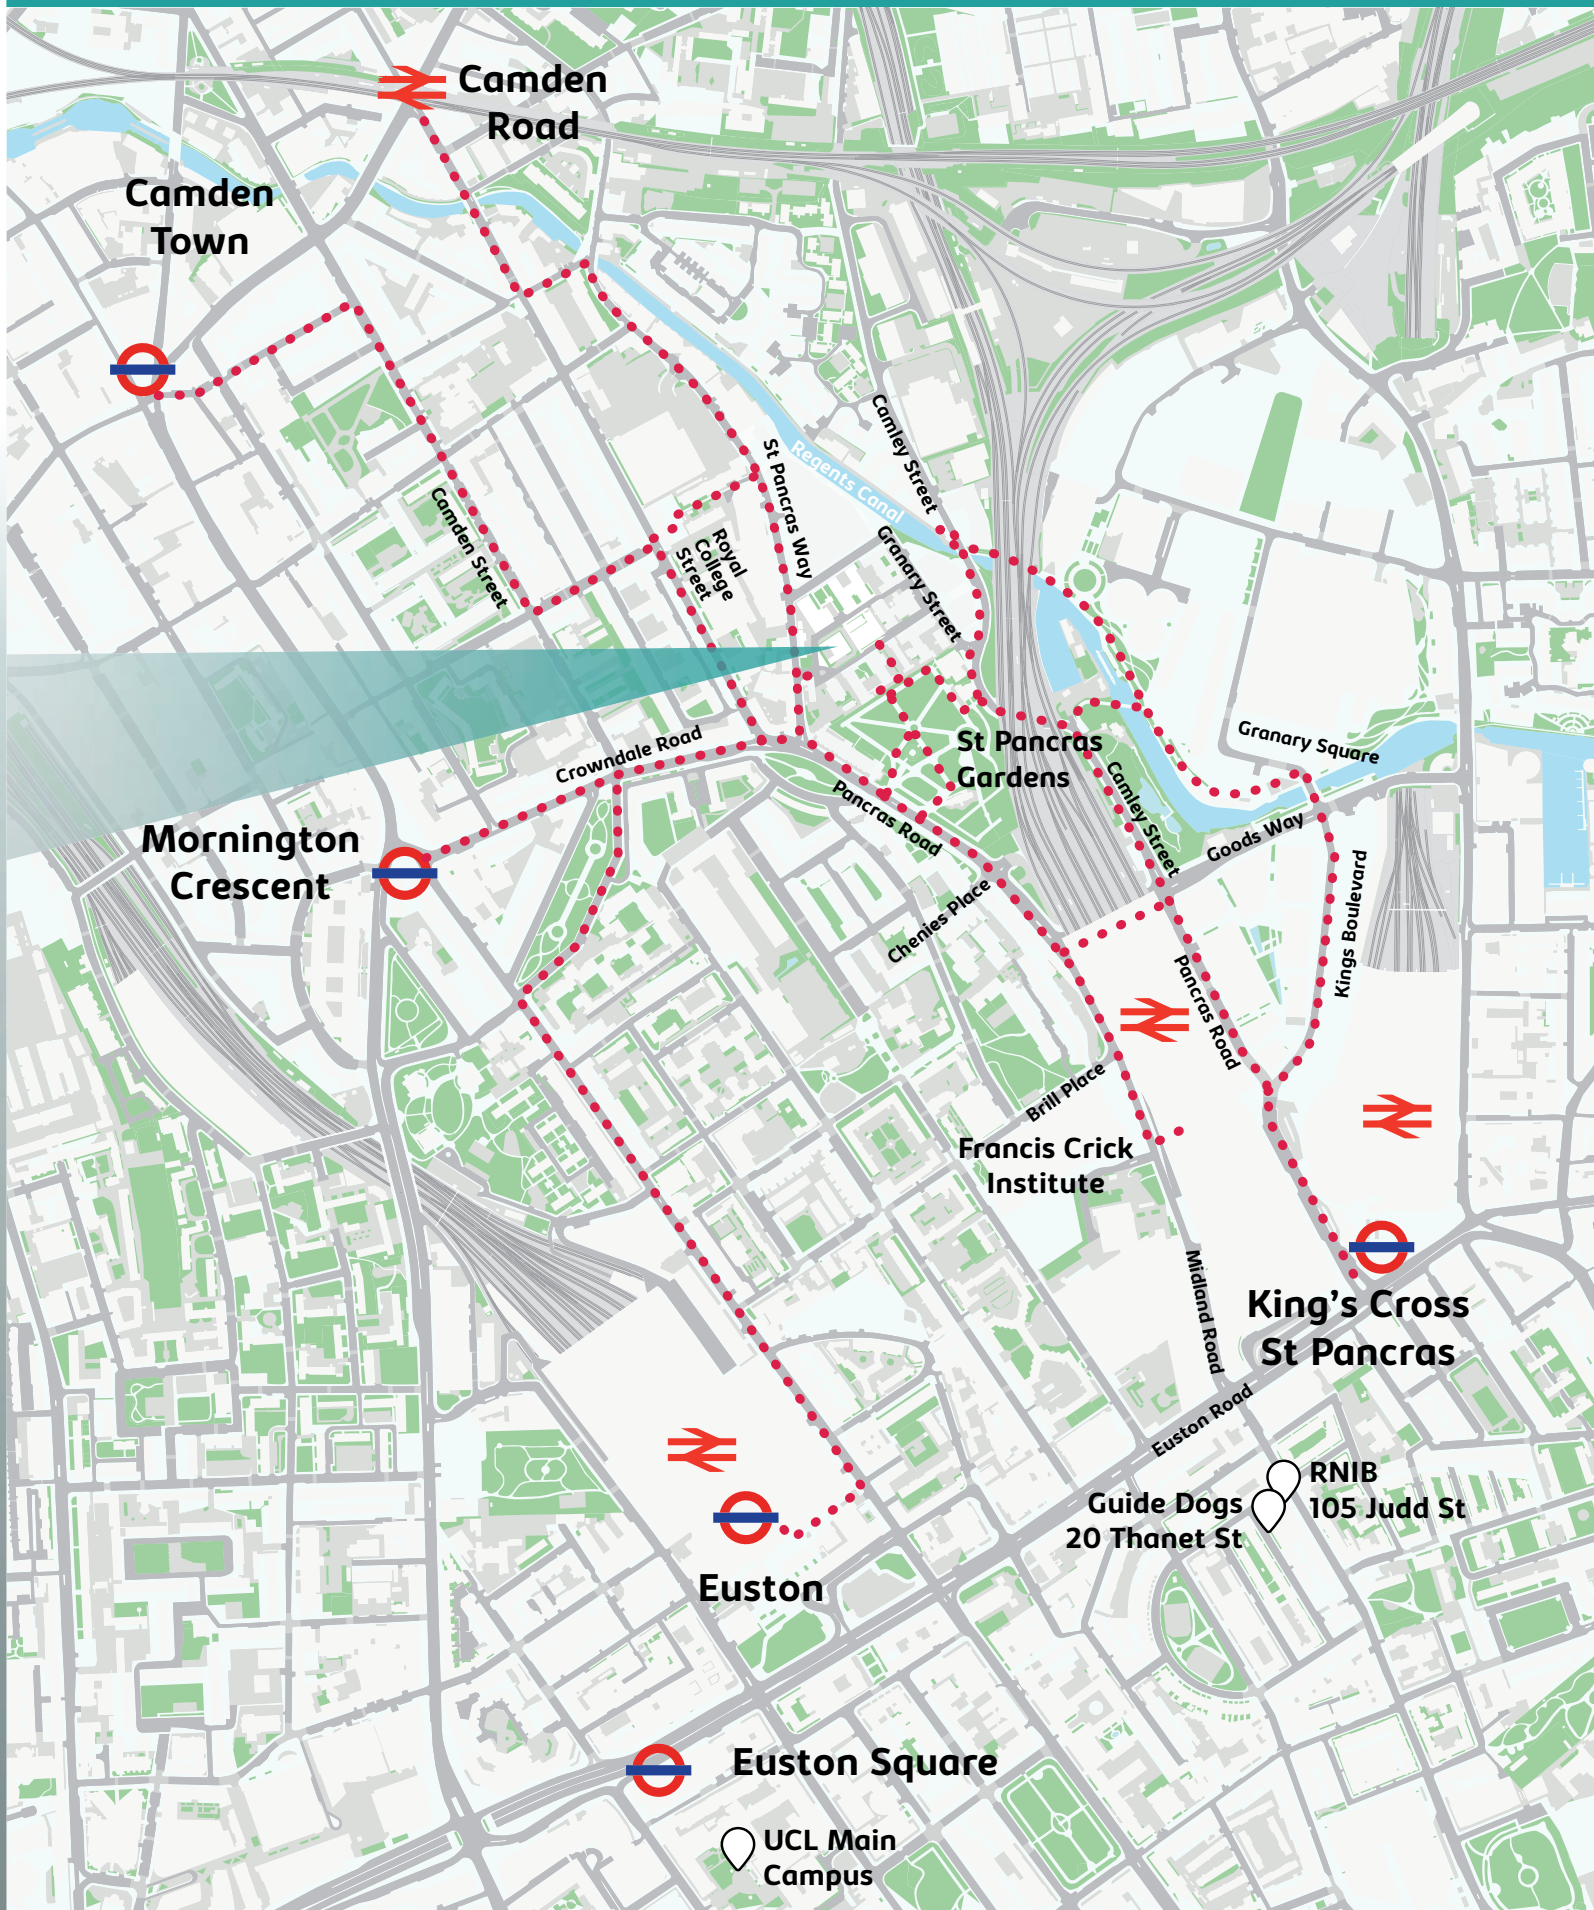 Camden
Road
Camden
Town
Camley Street
St Pancras Way
Regents Canal
Camden Street
Granary Street
Royal
College
Street
Granary Square
Crowndale Road
St Pancras
Gardens
Camley Street
Pancras Road
Goods Way
Mornington
Crescent
Kings Boulevard
Chenies Place
Pancras Road
Brill Place
Francis Crick
Institute
Midland Road
King’s Cross
St Pancras
Euston Road
RNIB
105 Judd St
Guide Dogs
20 Thanet St
Euston
Euston Square
UCL Main
Campus